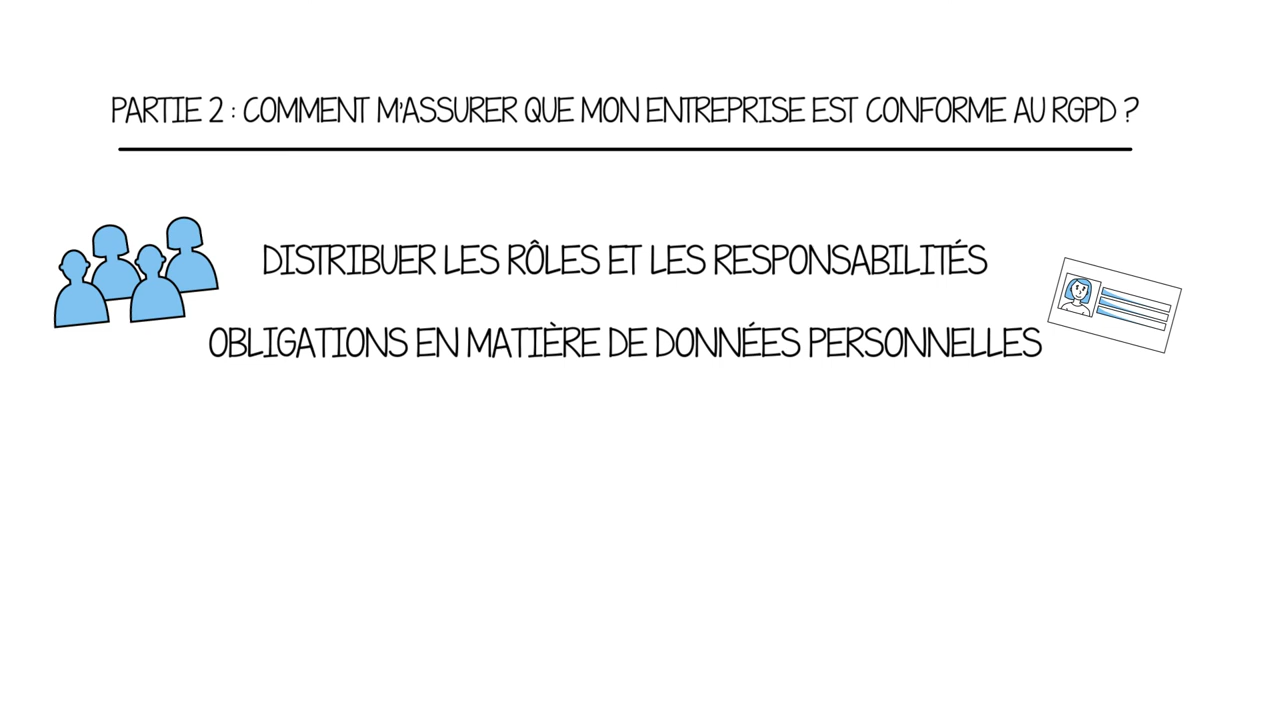 PARTIE 2 : COMMENT M'ASSURER QUE MON ENTREPRISE EST CONFORME AU RGPD ?
DISTRIBUER LES RÔLES ET LES RESPONSABILITÉS
OBLIGATIONS EN MATIÈRE DE DONNÉES PERSONNELLES